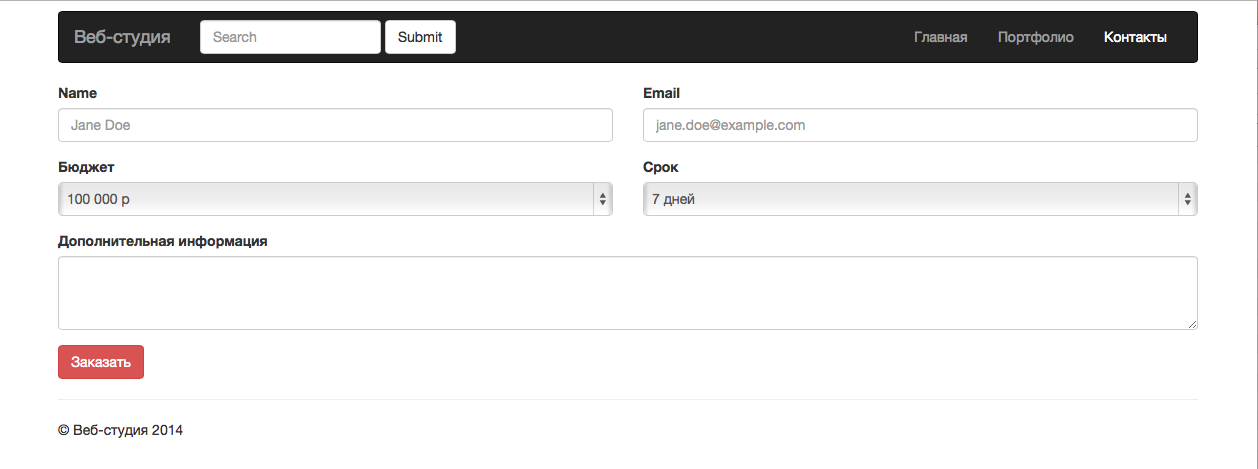 Веб-студия Search Submit Главная Портфолио Контакты
Name Email
Jane Doe jane.doe@example.com
Бюджет Срок
100 000 р 7 дней
Дополнительная информация
Заказать
© Веб-студия 2014